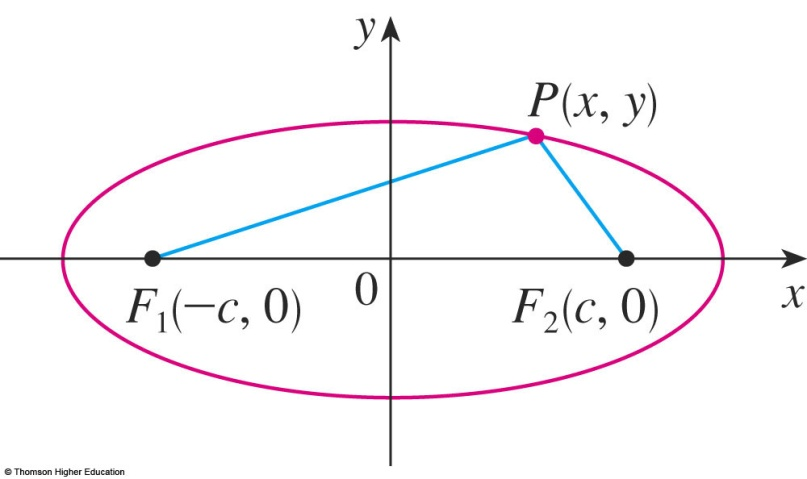 y
P(x, y)
0
F₁(−c, 0)
F₂(c, 0)
x
© Thomson Higher Education